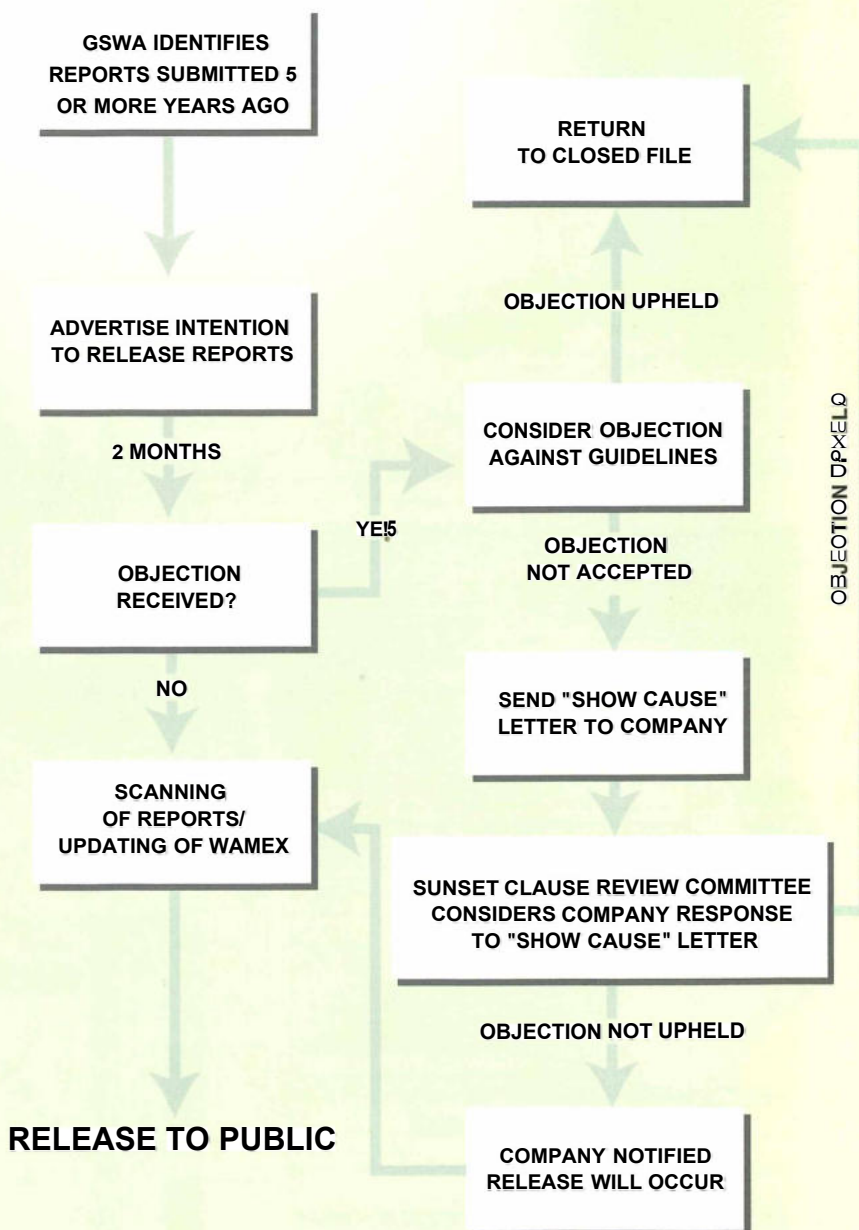 GSWA IDENTIFIES
REPORTS SUBMITTED 5
OR MORE YEARS AGO
ADVERTISE INTENTION
TO RELEASE REPORTS
2 MONTHS
OBJECTION
RECEIVED?
NO
SCANNING
OF REPORTS/
UPDATING OF WAMEX
RELEASE TO PUBLIC
YE!5
RETURN
TO CLOSED FILE
OBJECTION UPHELD
CONSIDER OBJECTION
AGAINST GUIDELINES
OBJECTION
NOT ACCEPTED
SEND "SHOW CAUSE"
LETTER TO COMPANY
SUNSET CLAUSE REVIEW COMMITTEE
CONSIDERS COMPANY RESPONSE
TO "SHOW CAUSE" LETTER
OBJECTION NOT UPHELD
COMPANY NOTIFIED
RELEASE WILL OCCUR